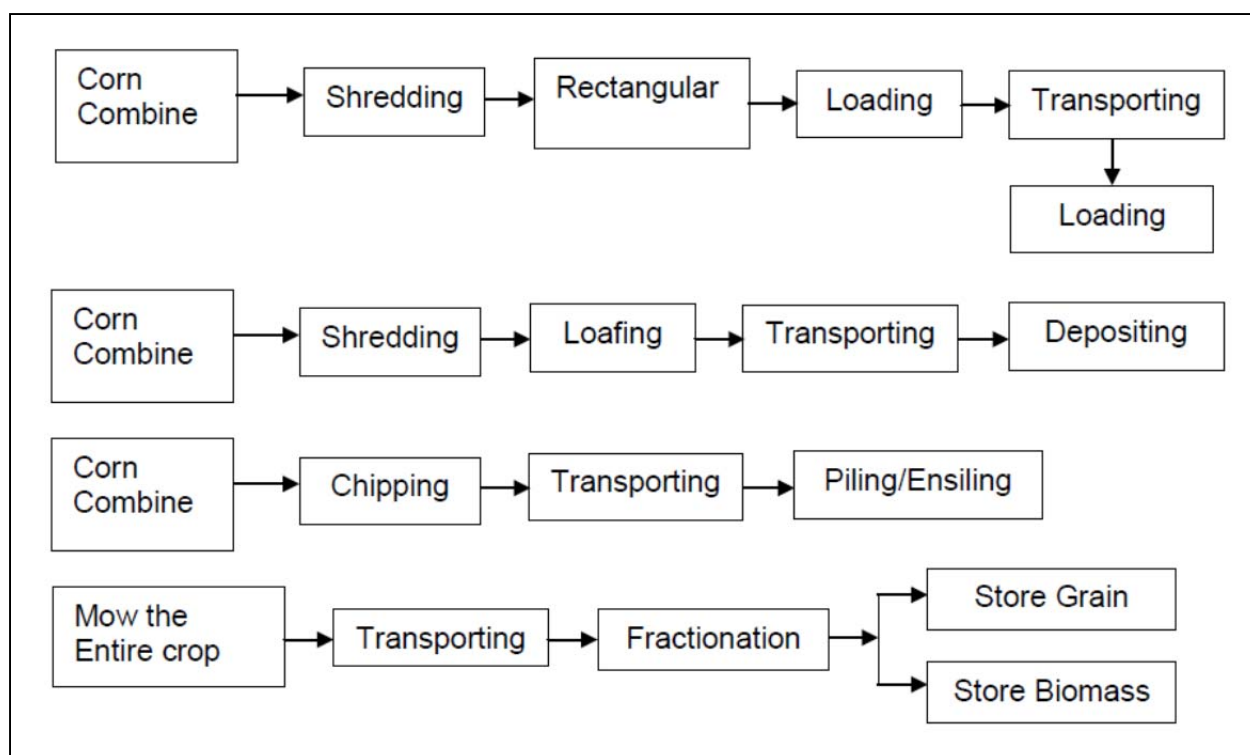 Corn
Combine
Shredding
Rectangular
Loading
Transporting
Loading
Corn
Combine
Shredding
Loafing
Transporting
Depositing
Corn
Combine
Chipping
Transporting
Piling/Ensiling
Mow the
Entire crop
Transporting
Fractionation
Store Grain
Store Biomass